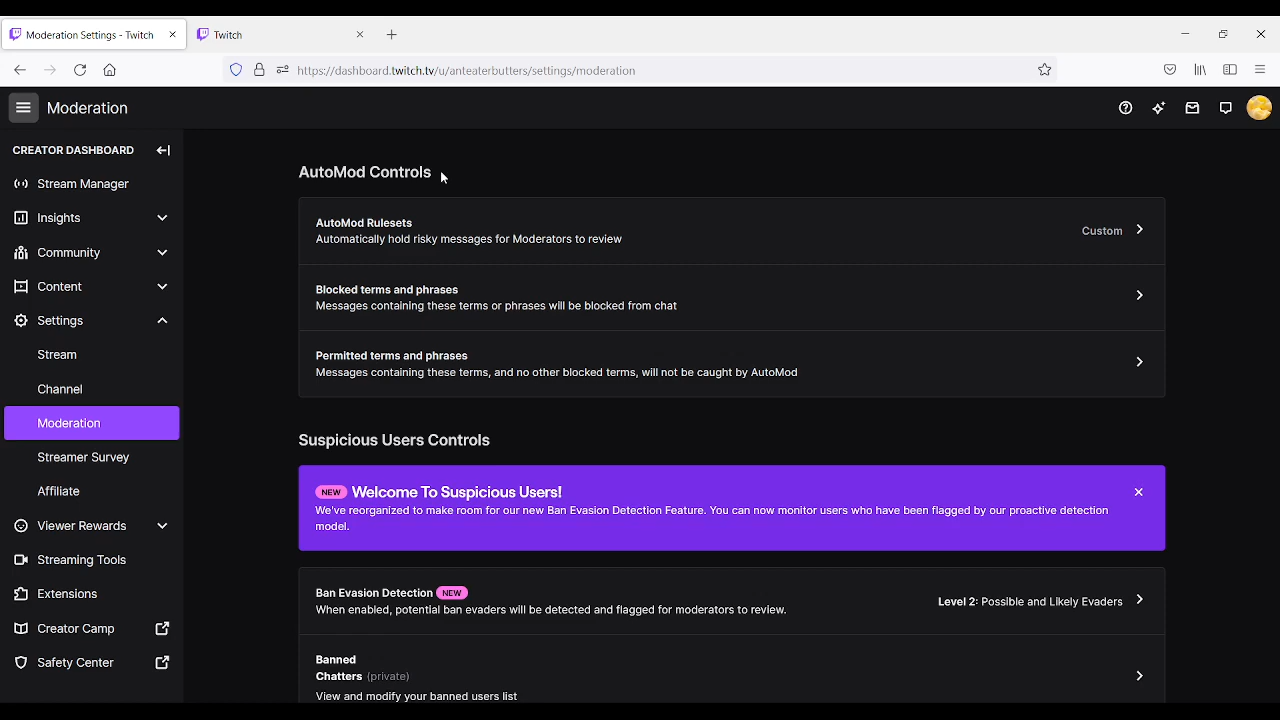 Moderation Settings - Twitch
Twitch
https://dashboard.twitch.tv/u/anteaterbutters/settings/moderation
Moderation
CREATOR DASHBOARD
Stream Manager
Insights
Community
Content
Settings
Stream
Channel
Moderation
Streamer Survey
Affiliate
Viewer Rewards
Streaming Tools
Extensions
Creator Camp
Safety Center
AutoMod Controls
AutoMod Rulesets
Automatically hold risky messages for Moderators to review
Custom
Blocked terms and phrases
Messages containing these terms or phrases will be blocked from chat
Permitted terms and phrases
Messages containing these terms, and no other blocked terms, will not be caught by AutoMod
Suspicious Users Controls
NEW Welcome To Suspicious Users!
We've reorganized to make room for our new Ban Evasion Detection Feature. You can now monitor users who have been flagged by our proactive detection
model.
Ban Evasion Detection NEW
When enabled, potential ban evaders will be detected and flagged for moderators to review.
Level 2: Possible and Likely Evaders
Banned
Chatters (private)
View and modify your banned users list